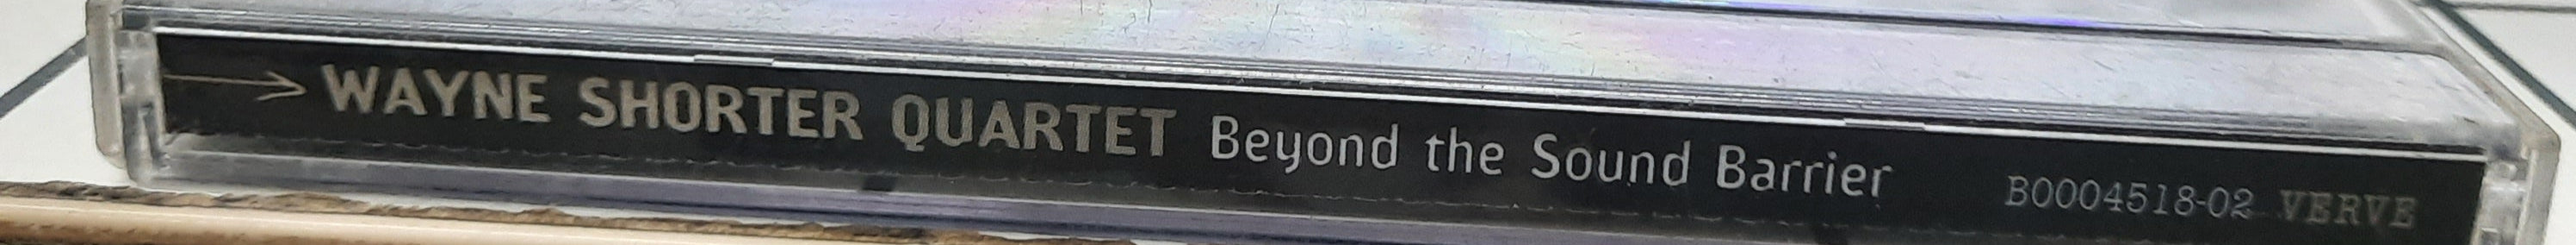 WAYNE SHORTER QUARTET Beyond the Sound Barrier B0004518-02 VERVE